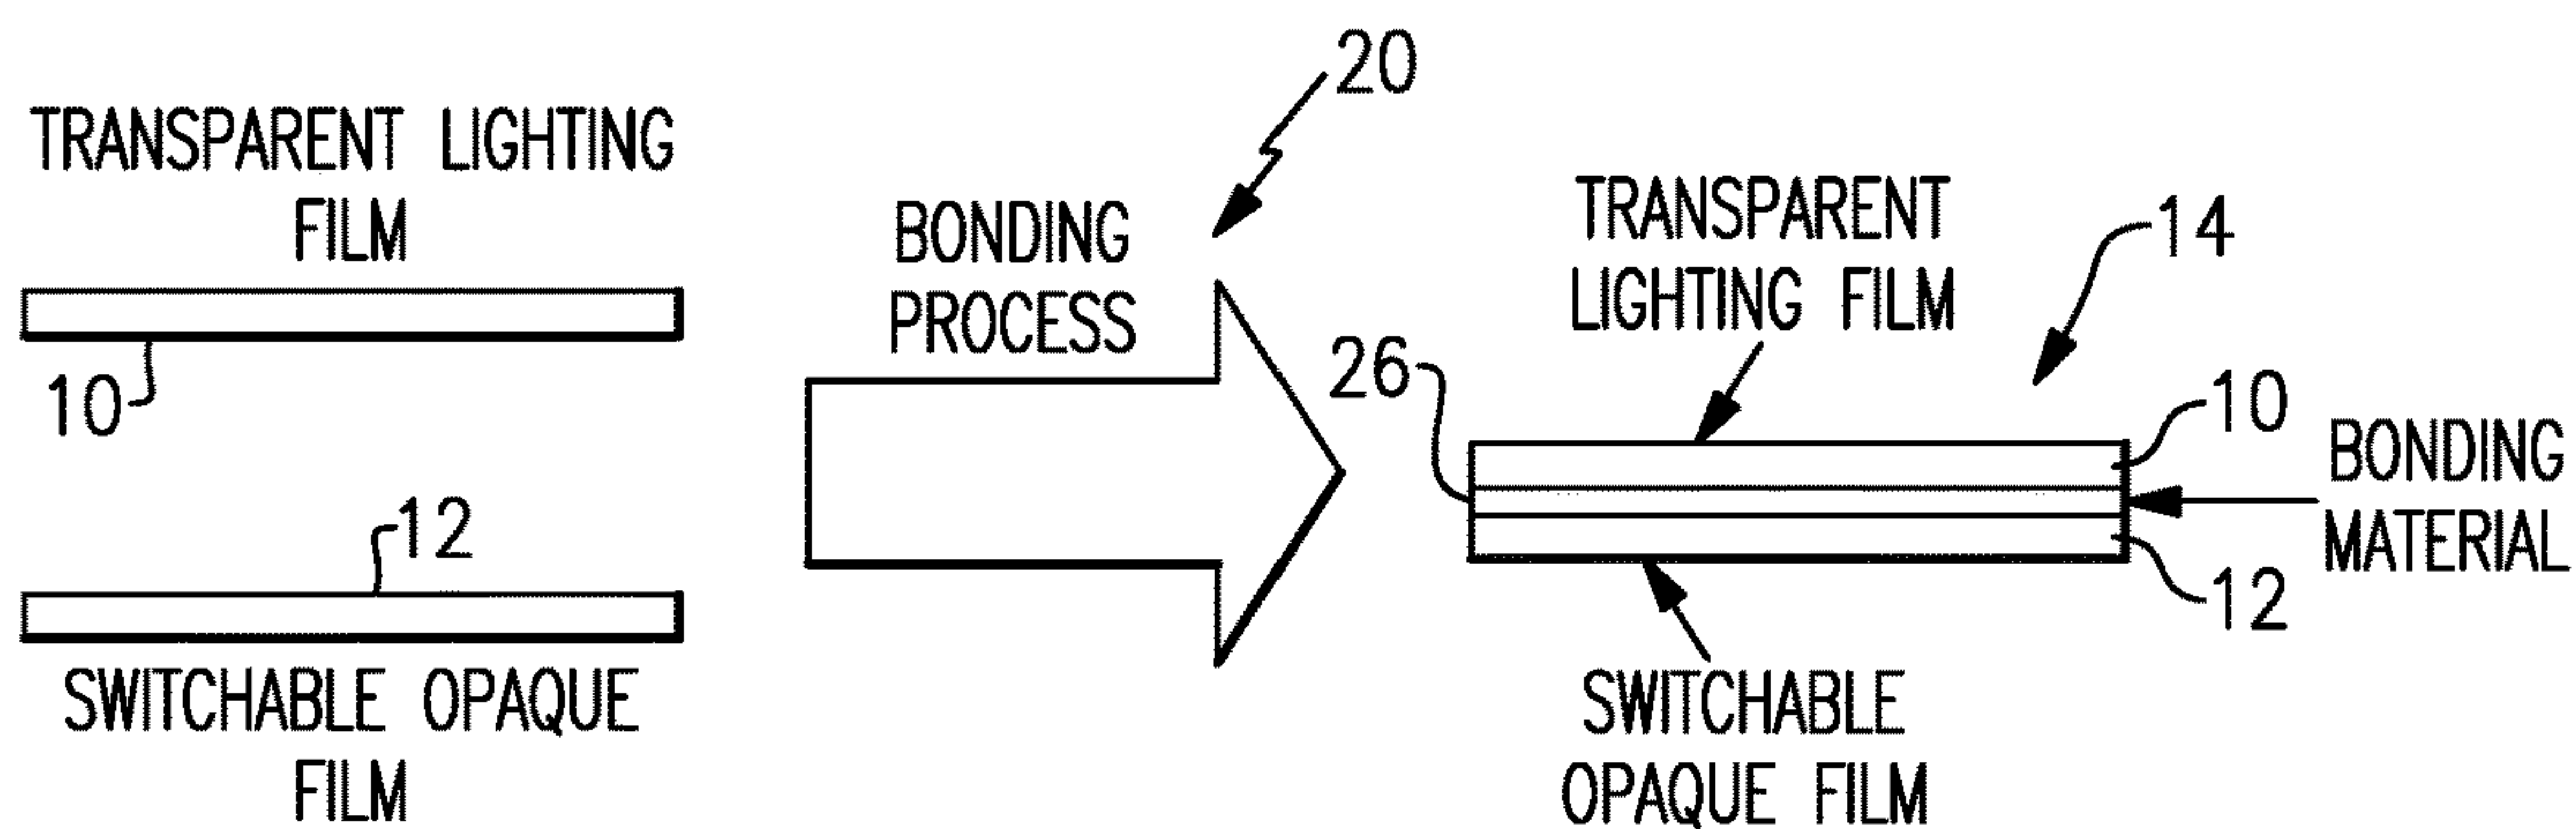 TRANSPARENT LIGHTING
FILM
10
12
SWITCHABLE OPAQUE
FILM
BONDING
PROCESS
20
TRANSPARENT
LIGHTING FILM
14
26
10
BONDING
MATERIAL
12
SWITCHABLE
OPAQUE FILM